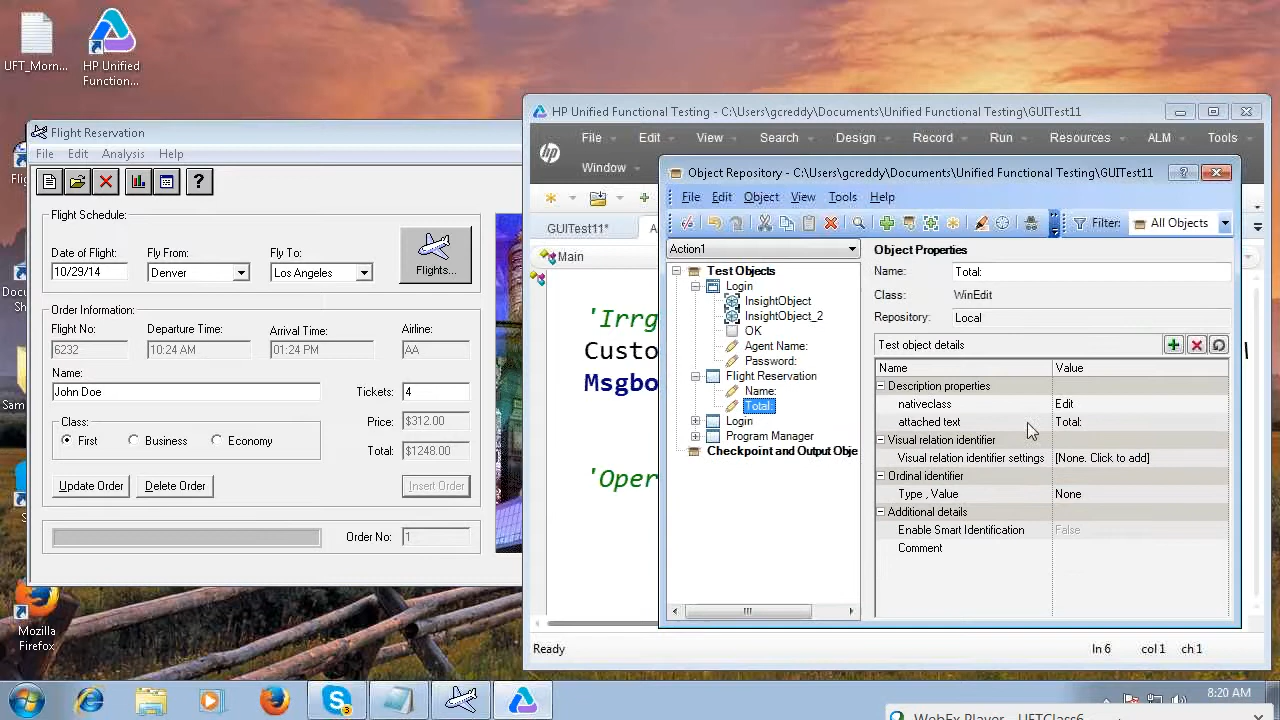 UFT_Morn...
HP Unified
Function...
Flight Reservation
File Edit Analysis Help
Flight Schedule:
Date of Flight: Fly From: Fly To:
10/29/14 Denver Los Angeles
Flights...
Order Information:
Flight No: Departure Time: Arrival Time: Airline:
6232 10:24 AM 01:24 PM AA
Name:
John Doe
Tickets: 4
Class:
First Business Economy
Price: $312.00
Total: $1248.00
Update Order Delete Order Insert Order
Order No: 1
Mozilla
Firefox
HP Unified Functional Testing - C:\Users\gcreddy\Documents\Unified Functional Testing\GUITest11
hp
File Edit View Search Design Record Run Resources ALM Tools
Window
GUITest11*
Main
'Irrg
Custo
Msgbo
'Oper
Ready
ln 6 col 1 ch 1
Object Repository - C:\Users\gcreddy\Documents\Unified Functional Testing\GUITest11
File Edit Object View Tools Help
Filter: All Objects
Action1
Test Objects
Login
InsightObject
InsightObject_2
OK
Agent Name:
Password:
Flight Reservation
Name:
Total:
Login
Program Manager
Checkpoint and Output Obje
Object Properties
Name: Total:
Class: WinEdit
Repository: Local
Test object details
Name Value
Description properties
nativeclass Edit
attached text Total:
Visual relation identifier
Visual relation identifier settings [None. Click to add]
Ordinal identifier
Type , Value None
Additional details
Enable Smart Identification False
Comment
8:20 AM
WebEx Player - UFTClass6